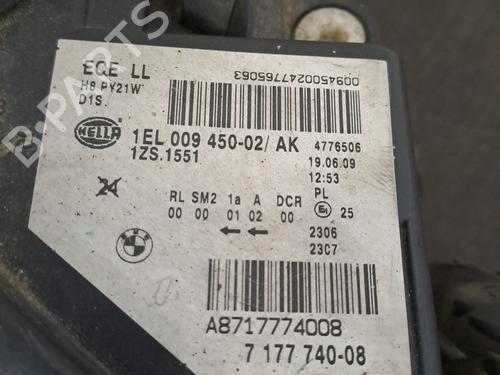 ECE LL
H8 PY21W
D1S.
0094500247765063
HELLA
1EL 009 450-02/ AK
1ZS.1551
4776506
19.06.09
12:53
PL
24
RL SM2 1a A DCR
00 00 01 02 00
E1 25
2306
23C7
A8717774008
7 177 740-08
B-PARTS